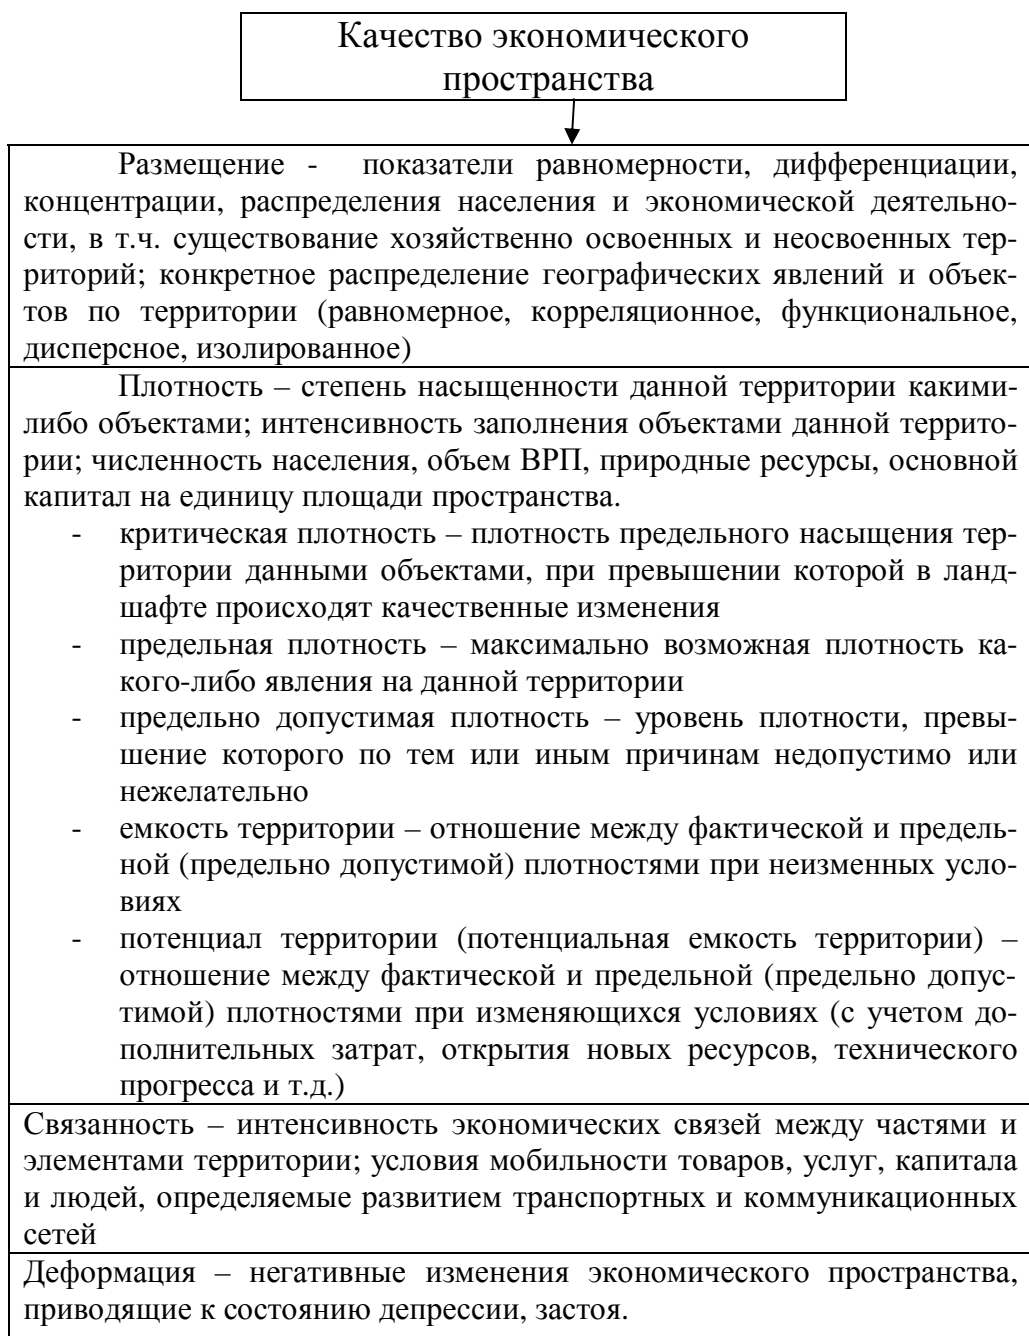 Качество экономического
пространства
Размещение - показатели равномерности, дифференциации,
концентрации, распределения населения и экономической деятельно-
сти, в т.ч. существование хозяйственно освоенных и неосвоенных тер-
риторий; конкретное распределение географических явлений и объек-
тов по территории (равномерное, корреляционное, функциональное,
дисперсное, изолированное)
Плотность – степень насыщенности данной территории какими-
либо объектами; интенсивность заполнения объектами данной террито-
рии; численность населения, объем ВРП, природные ресурсы, основной
капитал на единицу площади пространства.
- критическая плотность – плотность предельного насыщения тер-
ритории данными объектами, при превышении которой в ланд-
шафте происходят качественные изменения
- предельная плотность – максимально возможная плотность ка-
кого-либо явления на данной территории
- предельно допустимая плотность – уровень плотности, превы-
шение которого по тем или иным причинам недопустимо или
нежелательно
- емкость территории – отношение между фактической и предель-
ной (предельно допустимой) плотностями при неизменных усло-
виях
- потенциал территории (потенциальная емкость территории) –
отношение между фактической и предельной (предельно допус-
тимой) плотностями при изменяющихся условиях (с учетом до-
полнительных затрат, открытия новых ресурсов, технического
прогресса и т.д.)
Связанность – интенсивность экономических связей между частями и
элементами территории; условия мобильности товаров, услуг, капитала
и людей, определяемые развитием транспортных и коммуникационных
сетей
Деформация – негативные изменения экономического пространства,
приводящие к состоянию депрессии, застоя.